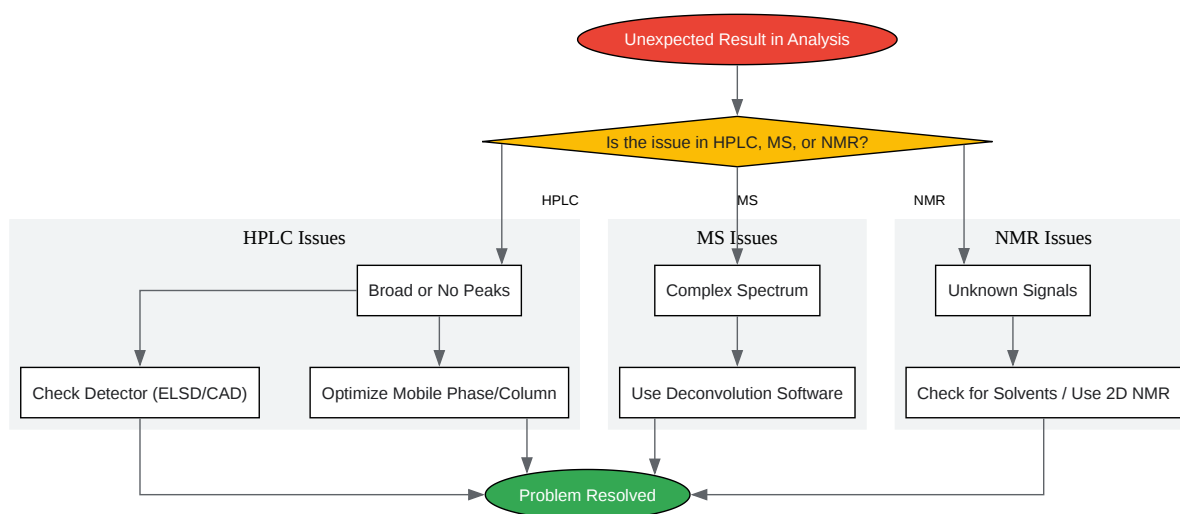 Unexpected Result in Analysis
Is the issue in HPLC, MS, or NMR?
HPLC
MS
NMR
HPLC Issues
MS Issues
NMR Issues
Broad or No Peaks
Complex Spectrum
Unknown Signals
Check Detector (ELSD/CAD)
Optimize Mobile Phase/Column
Use Deconvolution Software
Check for Solvents / Use 2D NMR
Problem Resolved